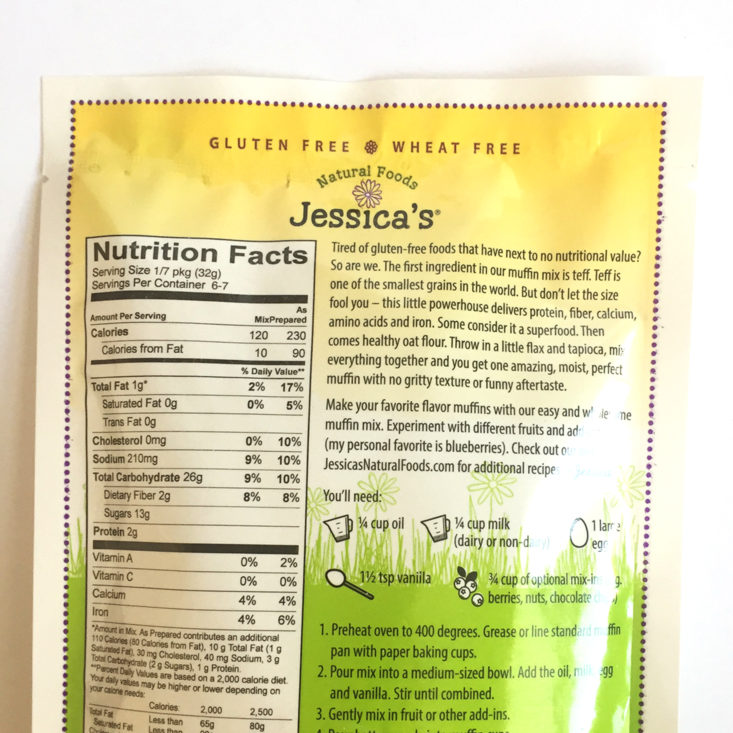 GLUTEN FREE WHEAT FREE
Natural Foods
Jessica's®
Nutrition Facts
Serving Size 1/7 pkg (32g)
Servings Per Container 6-7
As
Amount Per Serving MixPrepared
Calories 120 230
Calories from Fat 10 90
% Daily Value**
Total Fat 1g* 2% 17%
Saturated Fat 0g 0% 5%
Trans Fat 0g
Cholesterol 0mg 0% 10%
Sodium 210mg 9% 10%
Total Carbohydrate 26g 9% 10%
Dietary Fiber 2g 8% 8%
Sugars 13g
Protein 2g
Vitamin A 0% 2%
Vitamin C 0% 0%
Calcium 4% 4%
Iron 4% 6%
*Amount in Mix. As Prepared contributes an additional
110 Calories (80 Calories from Fat), 10 g Total Fat (1 g
Saturated Fat), 30 mg Cholesterol, 40 mg Sodium, 3 g
Total Carbohydrate (2 g Sugars), 1 g Protein.
**Percent Daily Values are based on a 2,000 calorie diet.
Your daily values may be higher or lower depending on
your calorie needs:
Calories: 2,000 2,500
Total Fat Less than 65g 80g
Saturated Fat Less than
Tired of gluten-free foods that have next to no nutritional value?
So are we. The first ingredient in our muffin mix is teff. Teff is
one of the smallest grains in the world. But don't let the size
fool you – this little powerhouse delivers protein, fiber, calcium,
amino acids and iron. Some consider it a superfood. Then
comes healthy oat flour. Throw in a little flax and tapioca, mix
everything together and you get one amazing, moist, perfect
muffin with no gritty texture or funny aftertaste.
Make your favorite flavor muffins with our easy and me
muffin mix. Experiment with different fruits and
(my personal favorite is blueberries). Check out
JessicasNaturalFoods.com for additional recipe
You'll need:
¼ cup oil
¼ cup milk
(dairy or non-dairy)
1 large
egg
1½ tsp vanilla
¾ cup of optional mix-in
berries, nuts, chocolate
1. Preheat oven to 400 degrees. Grease or line standard muffin
pan with paper baking cups.
2. Pour mix into a medium-sized bowl. Add the oil, milk, egg
and vanilla. Stir until combined.
3. Gently mix in fruit or other add-ins.